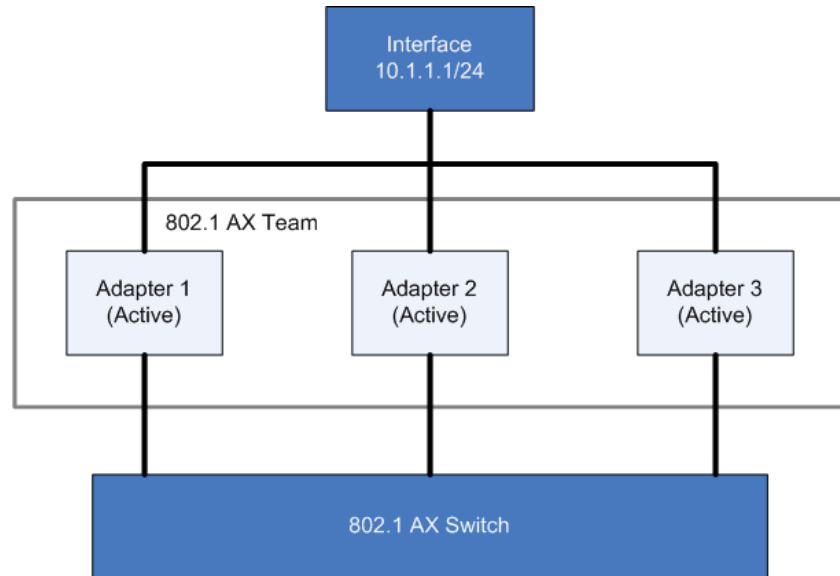 Interface
10.1.1.1/24
802.1 AX Team
Adapter 1
(Active)
Adapter 2
(Active)
Adapter 3
(Active)
802.1 AX Switch